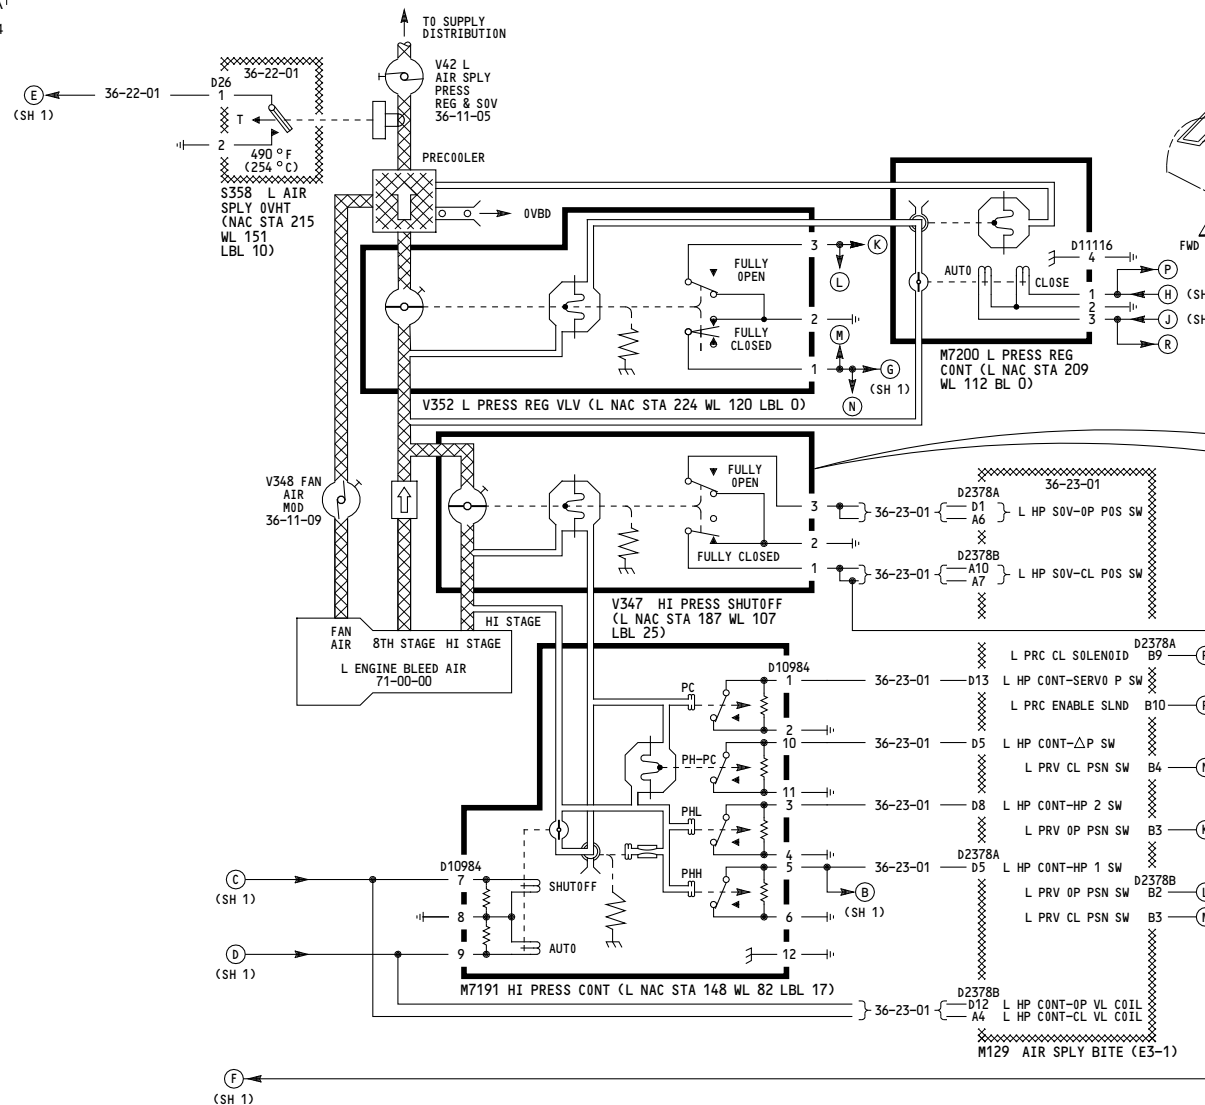 TO SUPPLY
DISTRIBUTION
V42 L
AIR SPLY
PRESS
REG & SOV
36-11-05
36-22-01
D26
E
36-22-01
1
(SH 1)
T
2
490 °F
(254 °C)
S358 L AIR
SPLY OVHT
(NAC STA 215
WL 151
LBL 10)
PRECOOLER
OVBD
3
K
FULLY
OPEN
L
2
M
FULLY
CLOSED
1
G
(SH 1)
N
V352 L PRESS REG VLV (L NAC STA 224 WL 120 LBL 0)
FWD
D11116
4
AUTO
CLOSE
P
1
H
(SH
2
3
J
(SH
R
M7200 L PRESS REG
CONT (L NAC STA 209
WL 112 BL 0)
V348 FAN
AIR
MOD
36-11-09
FULLY
OPEN
3
2
FULLY CLOSED
1
V347 HI PRESS SHUTOFF
(L NAC STA 187 WL 107
LBL 25)
36-23-01
D2378A
36-23-01
D1
A6
L HP SOV-OP POS SW
D2378B
36-23-01
A10
A7
L HP SOV-CL POS SW
FAN
AIR
8TH STAGE
HI STAGE
HI STAGE
L ENGINE BLEED AIR
71-00-00
D2378A
L PRC CL SOLENOID B9
D10984
PC
1
36-23-01
D13
L HP CONT-SERVO P SW
L PRC ENABLE SLND B10
2
10
36-23-01
D5
L HP CONT-△P SW
PH-PC
L PRV CL PSN SW B4
11
3
36-23-01
D8
L HP CONT-HP 2 SW
PHL
L PRV OP PSN SW B3
4
D2378A
5
36-23-01
D5
L HP CONT-HP 1 SW
PHH
D2378B
L PRV OP PSN SW B2
B
(SH 1)
6
L PRV CL PSN SW B3
12
D10984
C
7
(SH 1)
SHUTOFF
8
D
9
AUTO
(SH 1)
M7191 HI PRESS CONT (L NAC STA 148 WL 82 LBL 17)
D2378B
36-23-01
D12 L HP CONT-OP VL COIL
A4 L HP CONT-CL VL COIL
M129 AIR SPLY BITE (E3-1)
F
(SH 1)